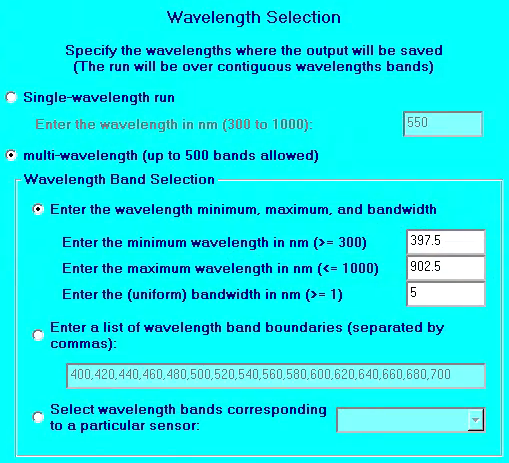 Wavelength Selection
Specify the wavelengths where the output will be saved
(The run will be over contiguous wavelengths bands)
Single-wavelength run
Enter the wavelength in nm (300 to 1000): 550
multi-wavelength (up to 500 bands allowed)
Wavelength Band Selection
Enter the wavelength minimum, maximum, and bandwidth
Enter the minimum wavelength in nm (>= 300) 397.5
Enter the maximum wavelength in nm (<= 1000) 902.5
Enter the (uniform) bandwidth in nm (>= 1) 5
Enter a list of wavelength band boundaries (separated by
commas):
400,420,440,460,480,500,520,540,560,580,600,620,640,660,680,700
Select wavelength bands corresponding
to a particular sensor: